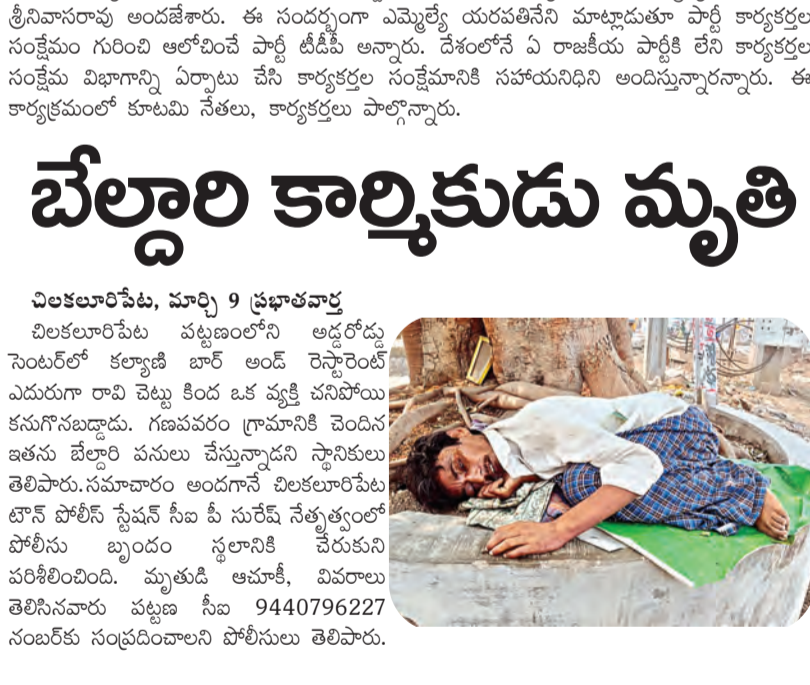 శ్రీనివాసరావు అందజేశారు. ఈ సందర్భంగా ఎమ్మెల్యే యరపతినేని మాట్లాడుతూ పార్టీ కార్యకర్తల
సంక్షేమం గురించి ఆలోచించే పార్టీ టీడీపీ అన్నారు. దేశంలోనే ఏ రాజకీయ పార్టీకి లేని కార్యకర్తల
సంక్షేమ విభాగాన్ని ఏర్పాటు చేసి కార్యకర్తల సంక్షేమానికి సహాయనిధిని అందిస్తున్నారన్నారు. ఈ
కార్యక్రమంలో కూటమి నేతలు, కార్యకర్తలు పాల్గొన్నారు.
బేల్దారి కార్మికుడు మృతి
చిలకలూరిపేట, మార్చి 9 ప్రభాతవార్త
చిలకలూరిపేట పట్టణంలోని అడ్డరోడ్డు
సెంటర్‌లో కల్యాణి బార్ అండ్ రెస్టారెంట్
ఎదురుగా రావి చెట్టు కింద ఒక వ్యక్తి చనిపోయి
కనుగొనబడ్డాడు. గణపవరం గ్రామానికి చెందిన
ఇతను బేల్దారి పనులు చేస్తున్నాడని స్థానికులు
తెలిపారు.సమాచారం అందగానే చిలకలూరిపేట
టౌన్ పోలీస్ స్టేషన్ సీఐ పీ సురేష్ నేతృత్వంలో
పోలీసు బృందం స్థలానికి చేరుకుని
పరిశీలించింది. మృతుడి ఆచూకీ, వివరాలు
తెలిసినవారు పట్టణ సీఐ 9440796227
నంబర్‌కు సంప్రదించాలని పోలీసులు తెలిపారు.